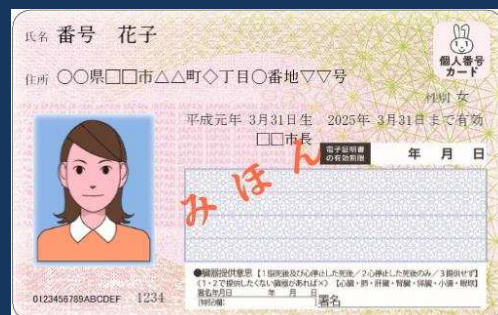 氏名 番号 花子
個人番号
カード
住所 〇〇県□□市△△町◇丁目〇番地▽▽号
性別 女
平成元年 3月31日生 2025年 3月31日まで有効
□□市長
電子証明書
の有効期限
年 月 日
みほん
●臓器提供意思【1脳死後及び心停止した死後/2心停止した死後のみ/3提供せず】
《1・2で提供したくない臓器があれば×》【心臓・肺・肝臓・腎臓・膵臓・小腸・眼球】
署名年月日 年 月 日
[特記欄: ] 署名
0123456789ABCDEF 1234